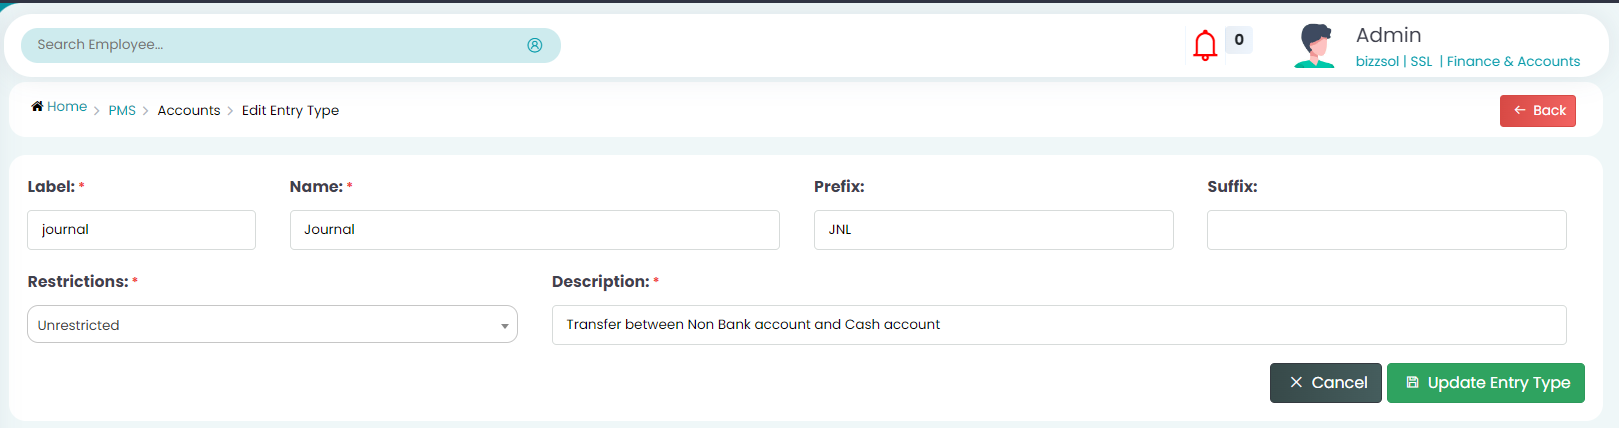 Search Employee...
0
Admin
bizzsol | SSL | Finance & Accounts
Home > PMS > Accounts > Edit Entry Type
← Back
Label: *
Name: *
Prefix:
Suffix:
journal
Journal
JNL
Restrictions: *
Description: *
Unrestricted
Transfer between Non Bank account and Cash account
× Cancel
Update Entry Type